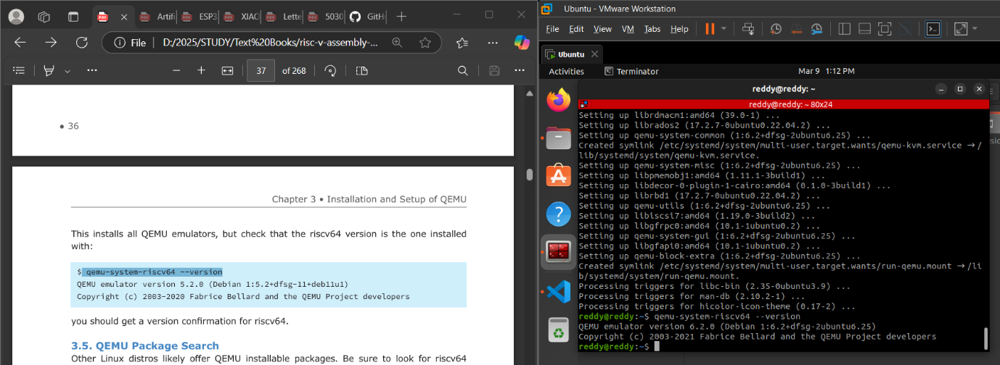 Artifi
ESP3
XIAC
Lette
5030
GitH
File
D:/2025/STUDY/Text%20Books/risc-v-assembly-...
37
of 268
• 36
Chapter 3 • Installation and Setup of QEMU
This installs all QEMU emulators, but check that the riscv64 version is the one installed
with:
$ qemu-system-riscv64 --version
QEMU emulator version 5.2.0 (Debian 1:5.2+dfsg-11+deb11u1)
Copyright (c) 2003-2020 Fabrice Bellard and the QEMU Project developers
you should get a version confirmation for riscv64.
3.5. QEMU Package Search
Other Linux distros likely offer QEMU installable packages. Be sure to look for riscv64
Ubuntu - VMware Workstation
File Edit View VM Tabs Help
Ubuntu
Activities
Terminator
Mar 9 1:12 PM
reddy@reddy: ~
reddy@reddy: ~ 80x24
Setting up librdmacm1:amd64 (39.0-1) ...
Setting up librados2 (17.2.7-0ubuntu0.22.04.2) ...
Setting up qemu-system-common (1:6.2+dfsg-2ubuntu6.25) ...
Created symlink /etc/systemd/system/multi-user.target.wants/qemu-kvm.service → /
lib/systemd/system/qemu-kvm.service.
Setting up qemu-system-misc (1:6.2+dfsg-2ubuntu6.25) ...
Setting up libpmemobj1:amd64 (1.11.1-3build1) ...
Setting up libdecor-0-plugin-1-cairo:amd64 (0.1.0-3build1) ...
Setting up librbd1 (17.2.7-0ubuntu0.22.04.2) ...
Setting up qemu-utils (1:6.2+dfsg-2ubuntu6.25) ...
Setting up libiscsi7:amd64 (1.19.0-3build2) ...
Setting up libgfrpc0:amd64 (10.1-1ubuntu0.2) ...
Setting up qemu-system-gui (1:6.2+dfsg-2ubuntu6.25) ...
Setting up libgfapi0:amd64 (10.1-1ubuntu0.2) ...
Setting up qemu-block-extra (1:6.2+dfsg-2ubuntu6.25) ...
Created symlink /etc/systemd/system/multi-user.target.wants/run-qemu.mount → /li
b/systemd/system/run-qemu.mount.
Processing triggers for libc-bin (2.35-0ubuntu3.9) ...
Processing triggers for man-db (2.10.2-1) ...
Processing triggers for hicolor-icon-theme (0.17-2) ...
reddy@reddy:~$ qemu-system-riscv64 --version
QEMU emulator version 6.2.0 (Debian 1:6.2+dfsg-2ubuntu6.25)
Copyright (c) 2003-2021 Fabrice Bellard and the QEMU Project developers
reddy@reddy:~$